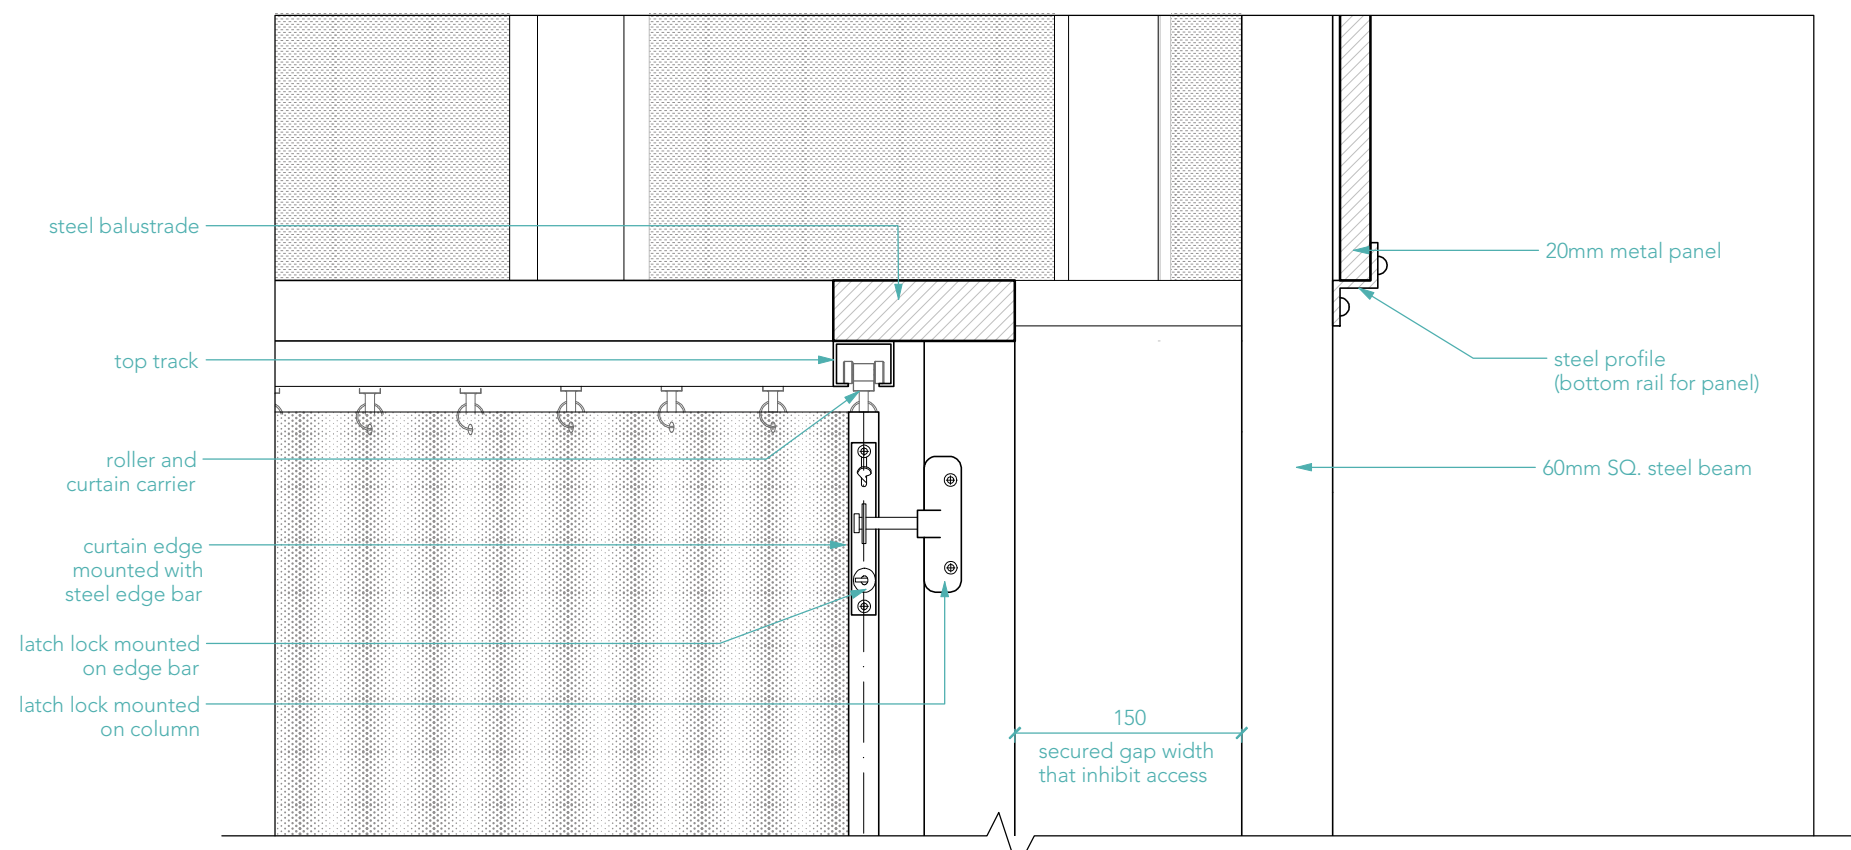 steel balustrade
top track
roller and
curtain carrier
curtain edge
mounted with
steel edge bar
latch lock mounted
on edge bar
latch lock mounted
on column
150
secured gap width
that inhibit access
20mm metal panel
steel profile
(bottom rail for panel)
60mm SQ. steel beam